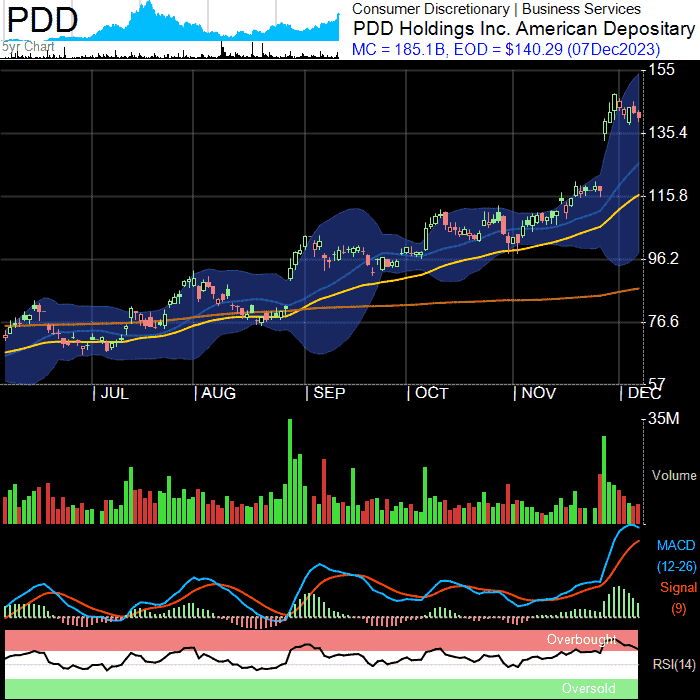 PDD
5yr Chart
Consumer Discretionary | Business Services
PDD Holdings Inc. American Depositary
MC = 185.1B, EOD = $140.29 (07Dec2023)
155
135.4
115.8
96.2
76.6
57
JUL AUG SEP OCT NOV DEC
35M
Volume
MACD
(12-26)
Signal
(9)
Overbought
RSI(14)
Oversold